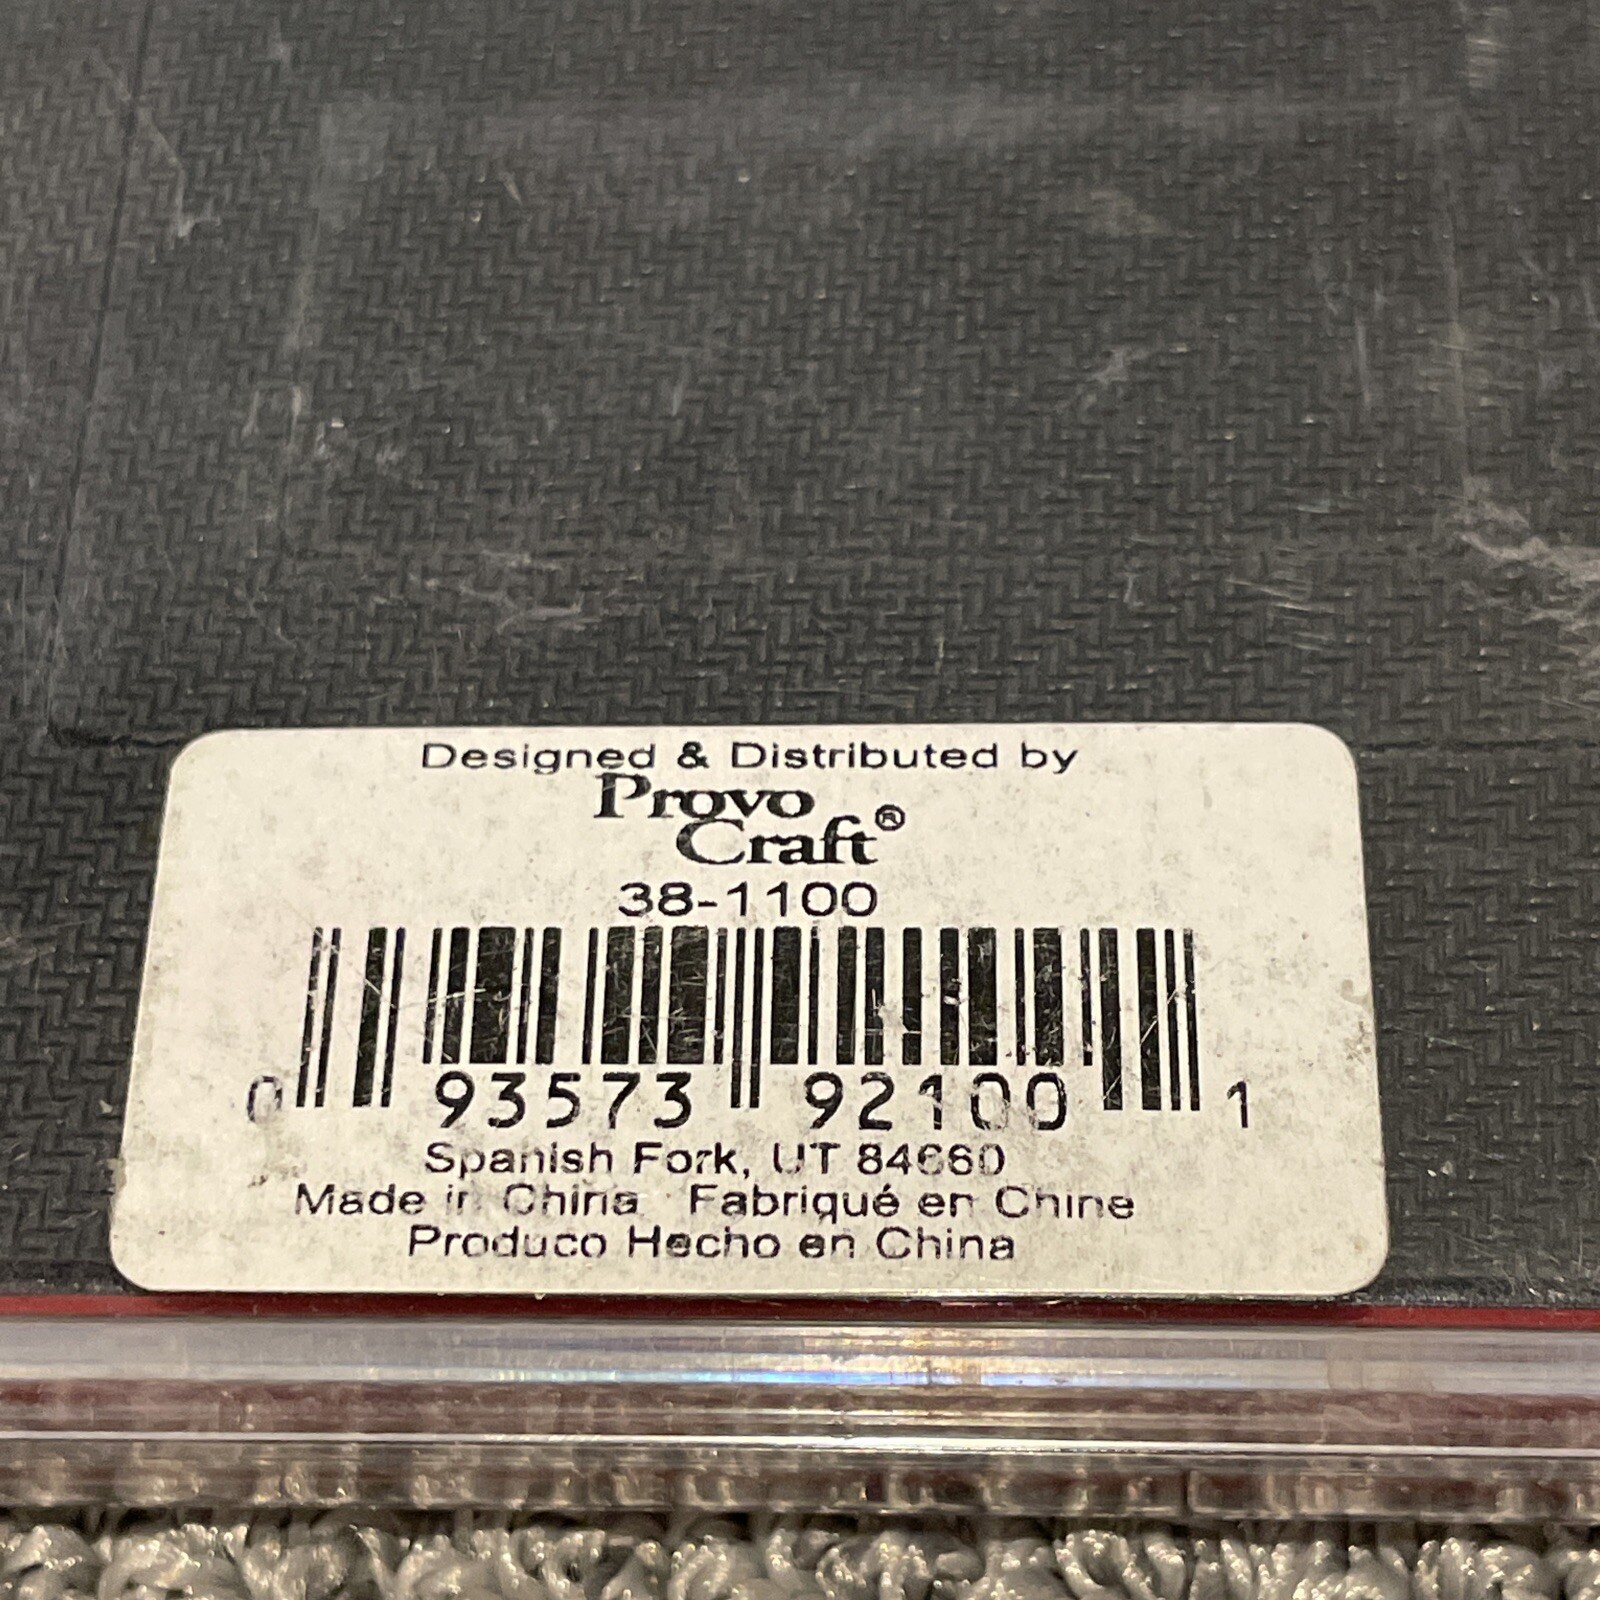 Designed & Distributed by
Provo
Craft®
38-1100
0 93573 92100 1
Spanish Fork, UT 84660
Made in China Fabriqué en Chine
Produco Hecho en China